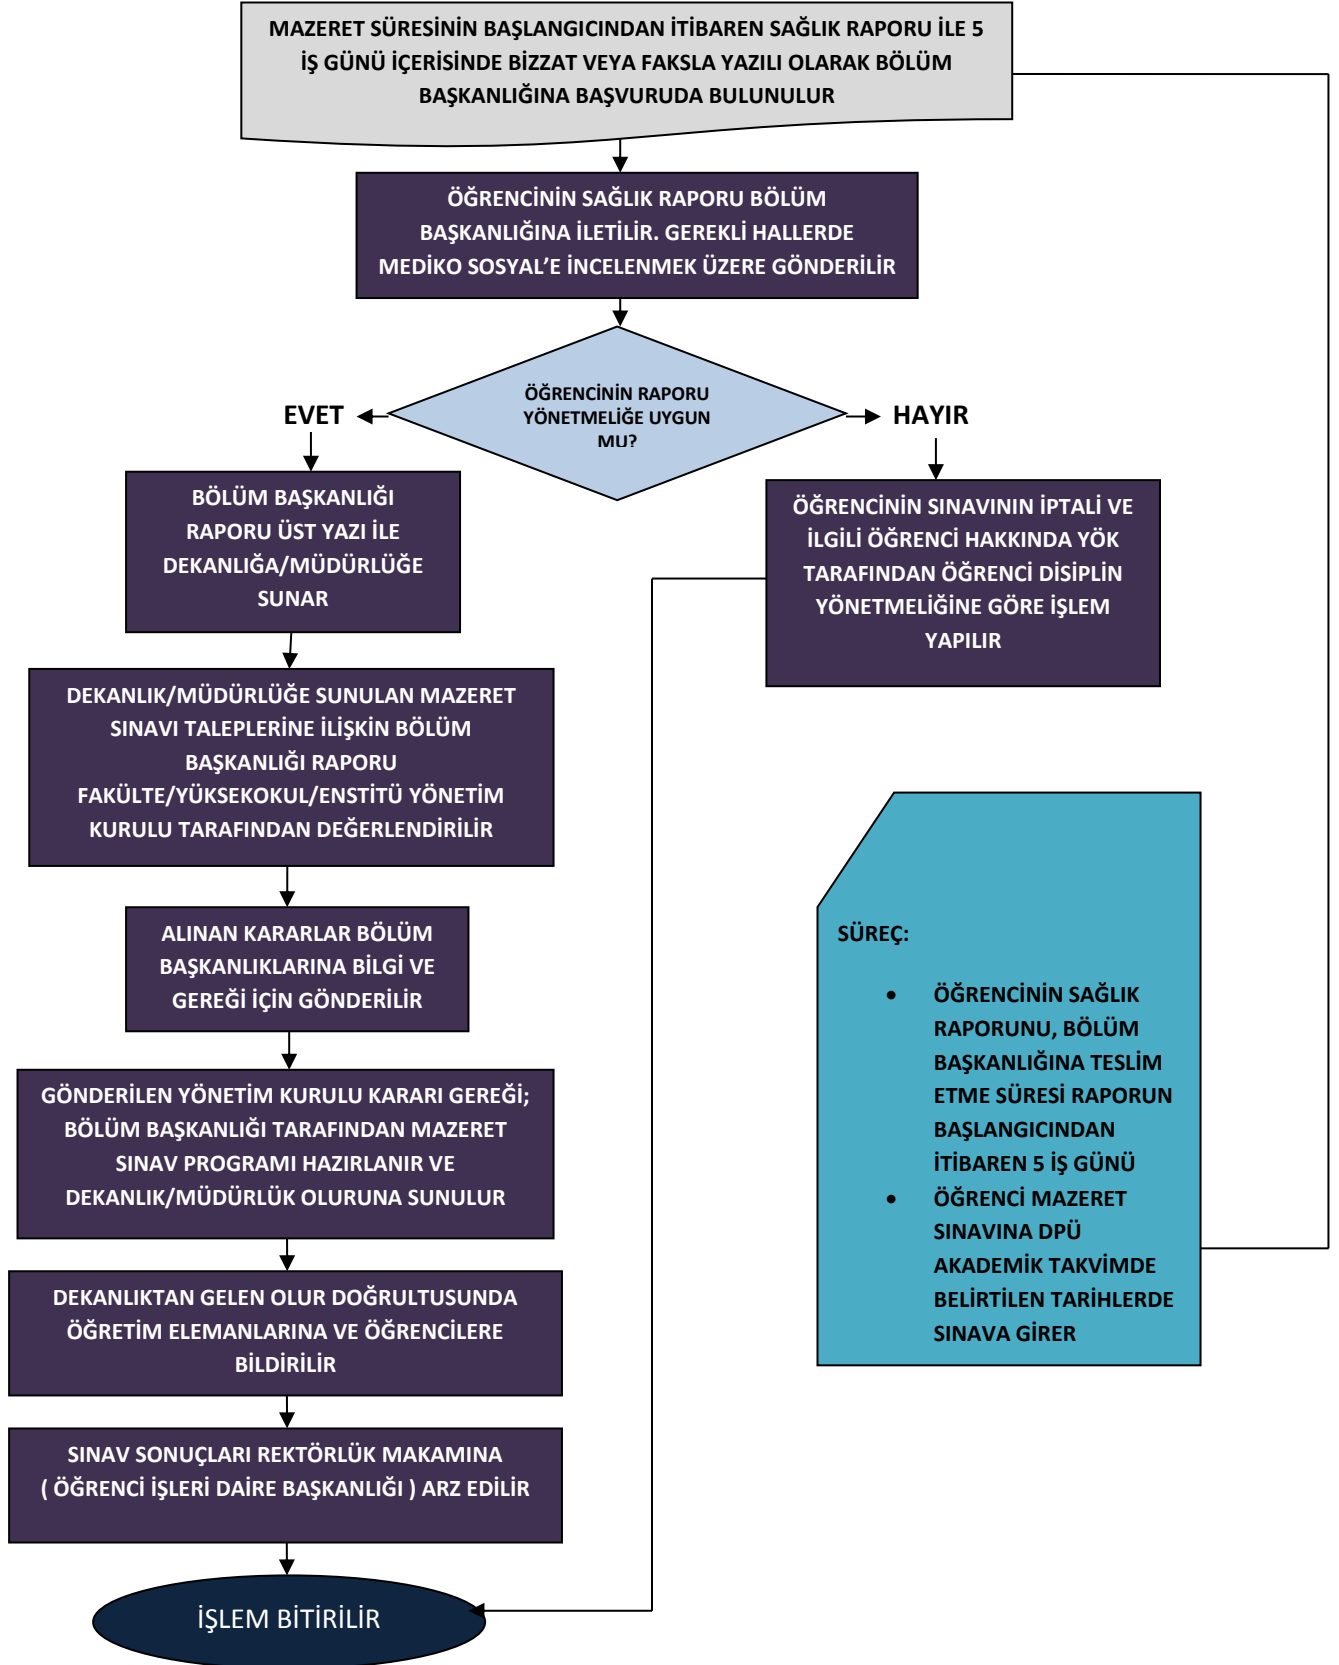 MAZERET SÜRESİNİN BAŞLANGICINDAN İTİBAREN SAĞLIK RAPORU İLE 5
İŞ GÜNÜ İÇERİSİNDE BİZZAT VEYA FAKSLA YAZILI OLARAK BÖLÜM
BAŞKANLIĞINA BAŞVURUDA BULUNULUR
ÖĞRENCİNİN SAĞLIK RAPORU BÖLÜM
BAŞKANLIĞINA İLETİLİR. GEREKLİ HALLERDE
MEDİKO SOSYAL’E İNCELENMEK ÜZERE GÖNDERİLİR
ÖĞRENCİNİN RAPORU
YÖNETMELİĞE UYGUN
MU?
EVET
HAYIR
BÖLÜM BAŞKANLIĞI
RAPORU ÜST YAZI İLE
DEKANLIĞA/MÜDÜRLÜĞE
SUNAR
ÖĞRENCİNİN SINAVININ İPTALİ VE
İLGİLİ ÖĞRENCİ HAKKINDA YÖK
TARAFINDAN ÖĞRENCİ DİSİPLİN
YÖNETMELİĞİNE GÖRE İŞLEM
YAPILIR
DEKANLIK/MÜDÜRLÜĞE SUNULAN MAZERET
SINAVI TALEPLERİNE İLİŞKİN BÖLÜM
BAŞKANLIĞI RAPORU
FAKÜLTE/YÜKSEKOKUL/ENSTİTÜ YÖNETİM
KURULU TARAFINDAN DEĞERLENDİRİLİR
ALINAN KARARLAR BÖLÜM
BAŞKANLIKLARINA BİLGİ VE
GEREĞİ İÇİN GÖNDERİLİR
GÖNDERİLEN YÖNETİM KURULU KARARI GEREĞİ;
BÖLÜM BAŞKANLIĞI TARAFINDAN MAZERET
SINAV PROGRAMI HAZIRLANIR VE
DEKANLIK/MÜDÜRLÜK OLURUNA SUNULUR
DEKANLIKTAN GELEN OLUR DOĞRULTUSUNDA
ÖĞRETİM ELEMANLARINA VE ÖĞRENCİLERE
BİLDİRİLİR
SINAV SONUÇLARI REKTÖRLÜK MAKAMINA
( ÖĞRENCİ İŞLERİ DAİRE BAŞKANLIĞI ) ARZ EDİLİR
İŞLEM BİTİRİLİR
SÜREÇ:
• ÖĞRENCİNİN SAĞLIK
RAPORUNU, BÖLÜM
BAŞKANLIĞINA TESLİM
ETME SÜRESİ RAPORUN
BAŞLANGICINDAN
İTİBAREN 5 İŞ GÜNÜ
• ÖĞRENCİ MAZERET
SINAVINA DPÜ
AKADEMİK TAKVİMDE
BELİRTİLEN TARİHLERDE
SINAVA GİRER